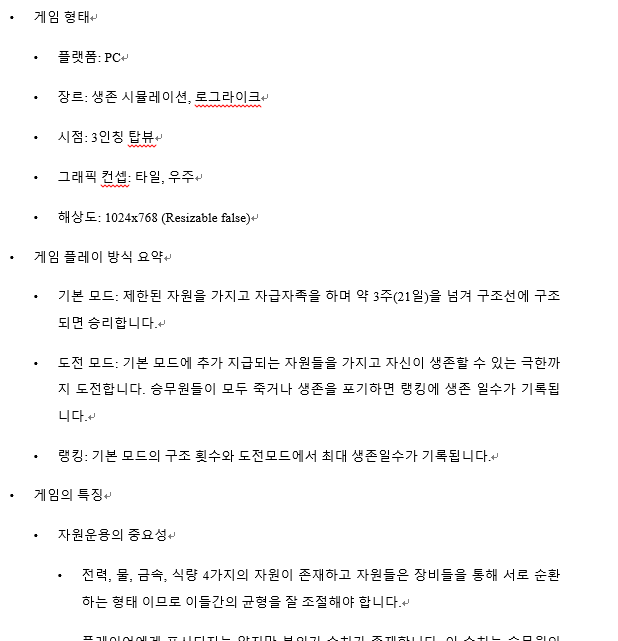 • 게임 형태
• 플랫폼: PC
• 장르: 생존 시뮬레이션, 로그라이크
• 시점: 3인칭 탑뷰
• 그래픽 컨셉: 타일, 우주
• 해상도: 1024x768 (Resizable false)
• 게임 플레이 방식 요약
• 기본 모드: 제한된 자원을 가지고 자급자족을 하며 약 3주(21일)을 넘겨 구조선에 구조
되면 승리합니다.
• 도전 모드: 기본 모드에 추가 지급되는 자원들을 가지고 자신이 생존할 수 있는 극한까
지 도전합니다. 승무원들이 모두 죽거나 생존을 포기하면 랭킹에 생존 일수가 기록됩
니다.
• 랭킹: 기본 모드의 구조 횟수와 도전모드에서 최대 생존일수가 기록됩니다.
• 게임의 특징
• 자원운용의 중요성
• 전력, 물, 금속, 식량 4가지의 자원이 존재하고 자원들은 장비들을 통해 서로 순환
하는 형태 이므로 이들간의 균형을 잘 조절해야 합니다.